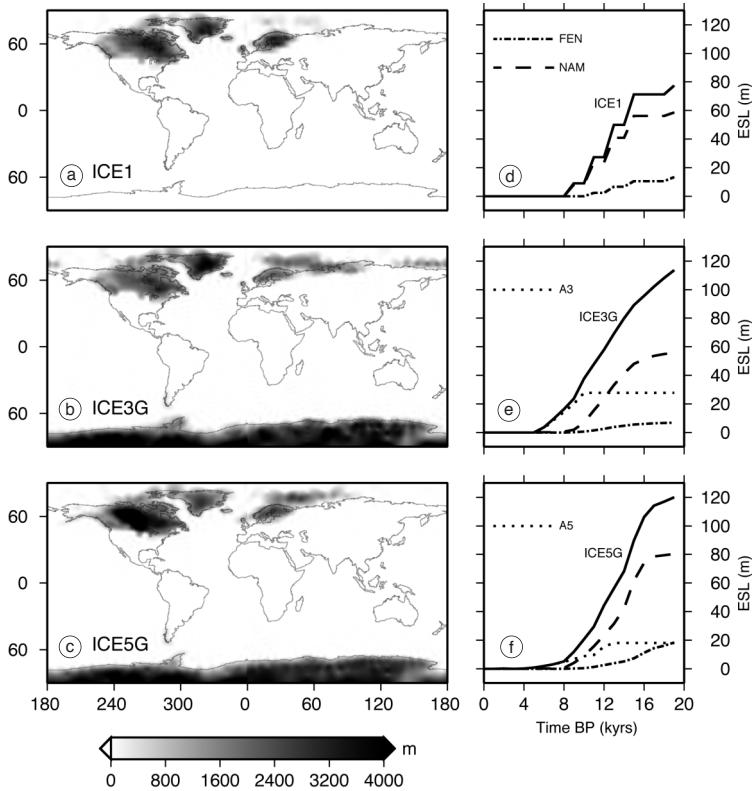 60
0
60
a ICE1
FEN
NAM
ICE1
d
120
100
80
60
40
20
0
ESL (m)
60
0
60
b ICE3G
A3
ICE3G
e
120
100
80
60
40
20
0
ESL (m)
60
0
60
c ICE5G
180 240 300 0 60 120 180
A5
ICE5G
f
120
100
80
60
40
20
0
ESL (m)
0 4 8 12 16 20
Time BP (kyrs)
m
0 800 1600 2400 3200 4000